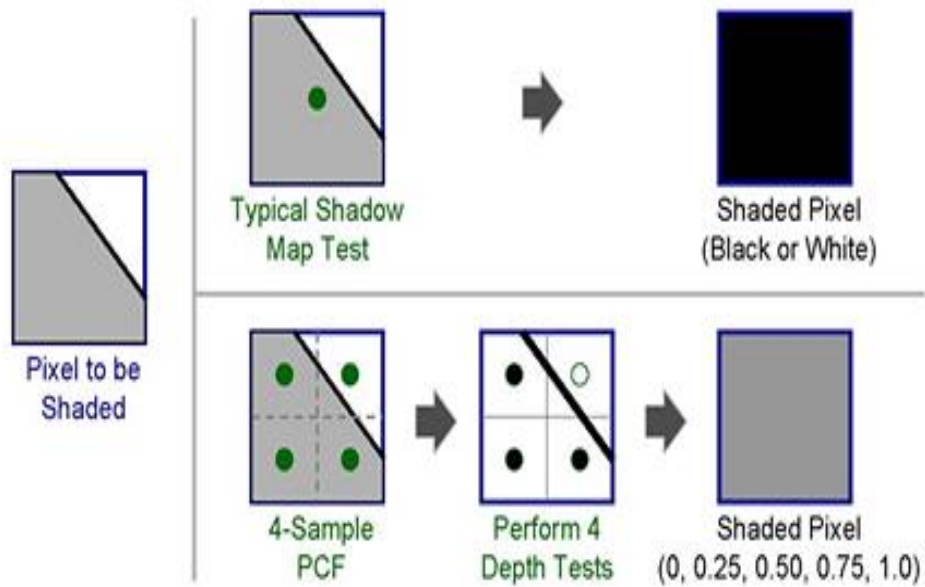 Pixel to be
Shaded
Typical Shadow
Map Test
Shaded Pixel
(Black or White)
4-Sample
PCF
Perform 4
Depth Tests
Shaded Pixel
(0, 0.25, 0.50, 0.75, 1.0)